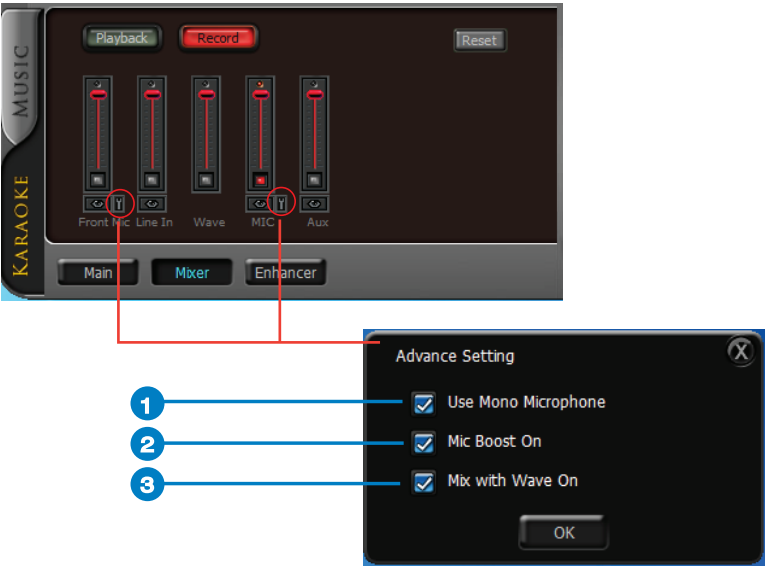 MUSIC
KARAOKE
Playback Record Reset
Front Mic Line In Wave MIC Aux
Main Mixer Enhancer
Advance Setting X
1 Use Mono Microphone
2 Mic Boost On
3 Mix with Wave On
OK